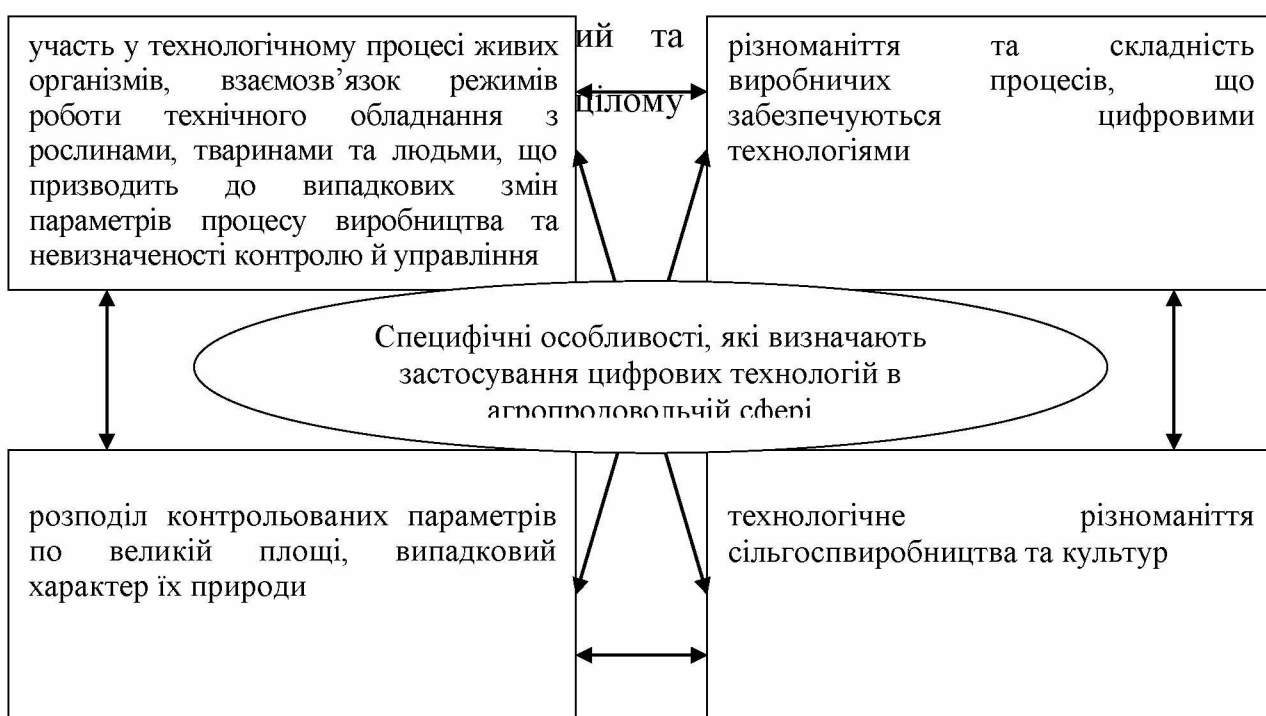 участь у технологічному процесі живих
організмів, взаємозв’язок режимів
роботи технічного обладнання з
рослинами, тваринами та людьми, що
призводить до випадкових змін
параметрів процесу виробництва та
невизначеності контролю й управління
та
цілому
різноманіття та складність
виробничих процесів, що
забезпечуються цифровими
технологіями
Специфічні особливості, які визначають
застосування цифрових технологій в
агропродовольчій сфері
розподіл контрольованих параметрів
по великій площі, випадковий
характер їх природи
технологічне різноманіття
сільгоспвиробництва та культур